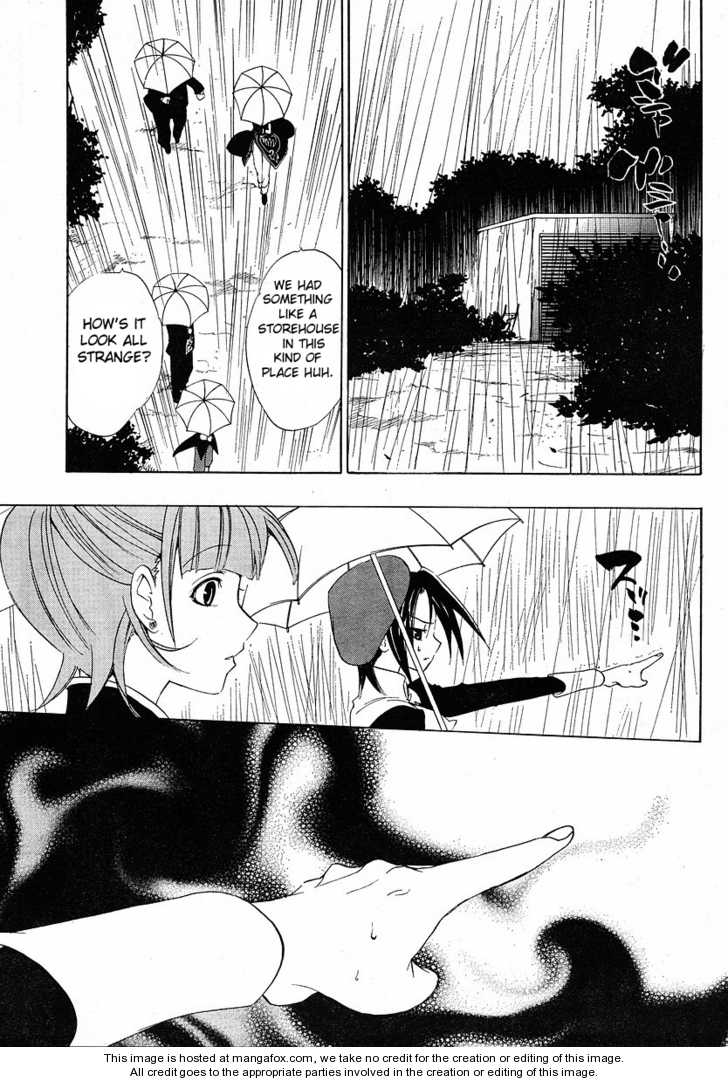 WE HAD
SOMETHING
LIKE A
STOREHOUSE
IN THIS
KIND OF
PLACE HUH.
HOW'S IT
LOOK ALL
STRANGE?
スッ…
This image is hosted at mangafox.com, we take no credit for the creation or editing of this image.
All credit goes to the appropriate parties involved in the creation or editing of this image.